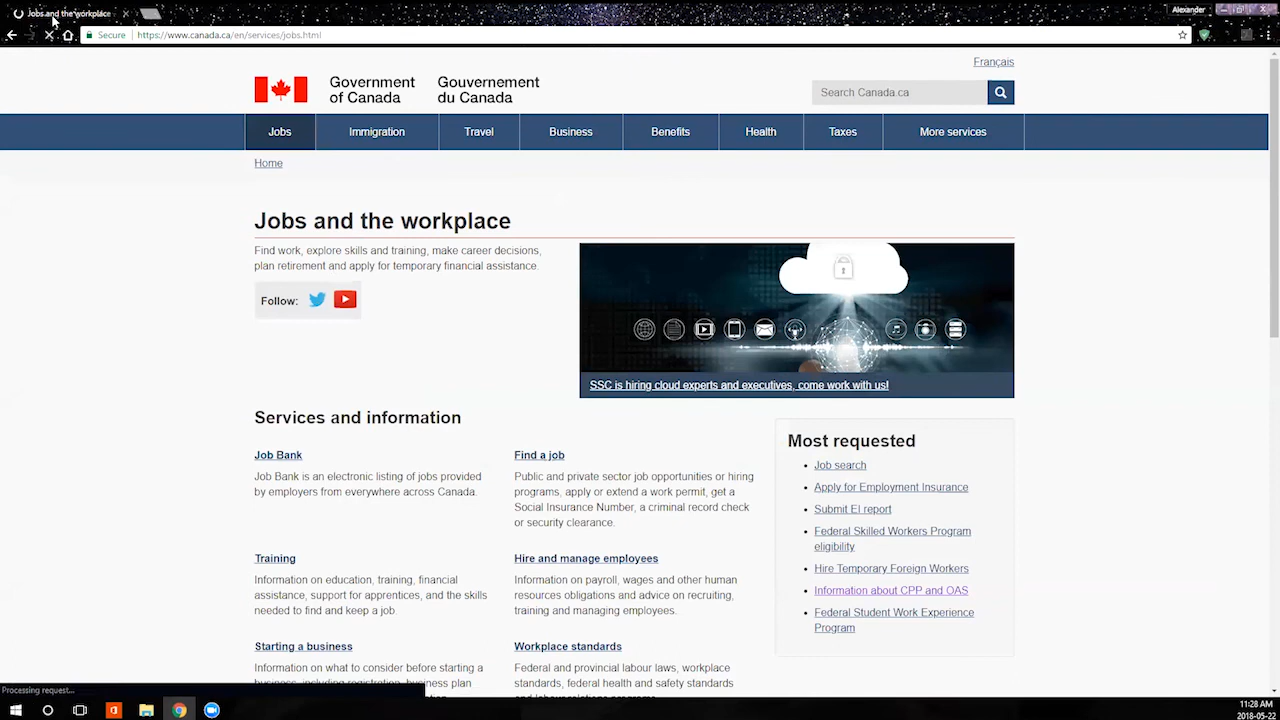 Jobs and the workplace
Alexander
Secure
https://www.canada.ca/en/services/jobs.html
Français
Government of Canada
Gouvernement du Canada
Search Canada.ca
Jobs
Immigration
Travel
Business
Benefits
Health
Taxes
More services
Home
Jobs and the workplace
Find work, explore skills and training, make career decisions,
plan retirement and apply for temporary financial assistance.
Follow:
SSC is hiring cloud experts and executives, come work with us!
Services and information
Job Bank
Job Bank is an electronic listing of jobs provided
by employers from everywhere across Canada.
Find a job
Public and private sector job opportunities or hiring
programs, apply or extend a work permit, get a
Social Insurance Number, a criminal record check
or security clearance.
Training
Information on education, training, financial
assistance, support for apprentices, and the skills
needed to find and keep a job.
Hire and manage employees
Information on payroll, wages and other human
resources obligations and advice on recruiting,
training and managing employees.
Starting a business
Information on what to consider before starting a
business, including registration, business plan
Workplace standards
Federal and provincial labour laws, workplace
standards, federal health and safety standards
Most requested
Job search
Apply for Employment Insurance
Submit EI report
Federal Skilled Workers Program
eligibility
Hire Temporary Foreign Workers
Information about CPP and OAS
Federal Student Work Experience
Program
Processing request...
11:28 AM
2018-05-22